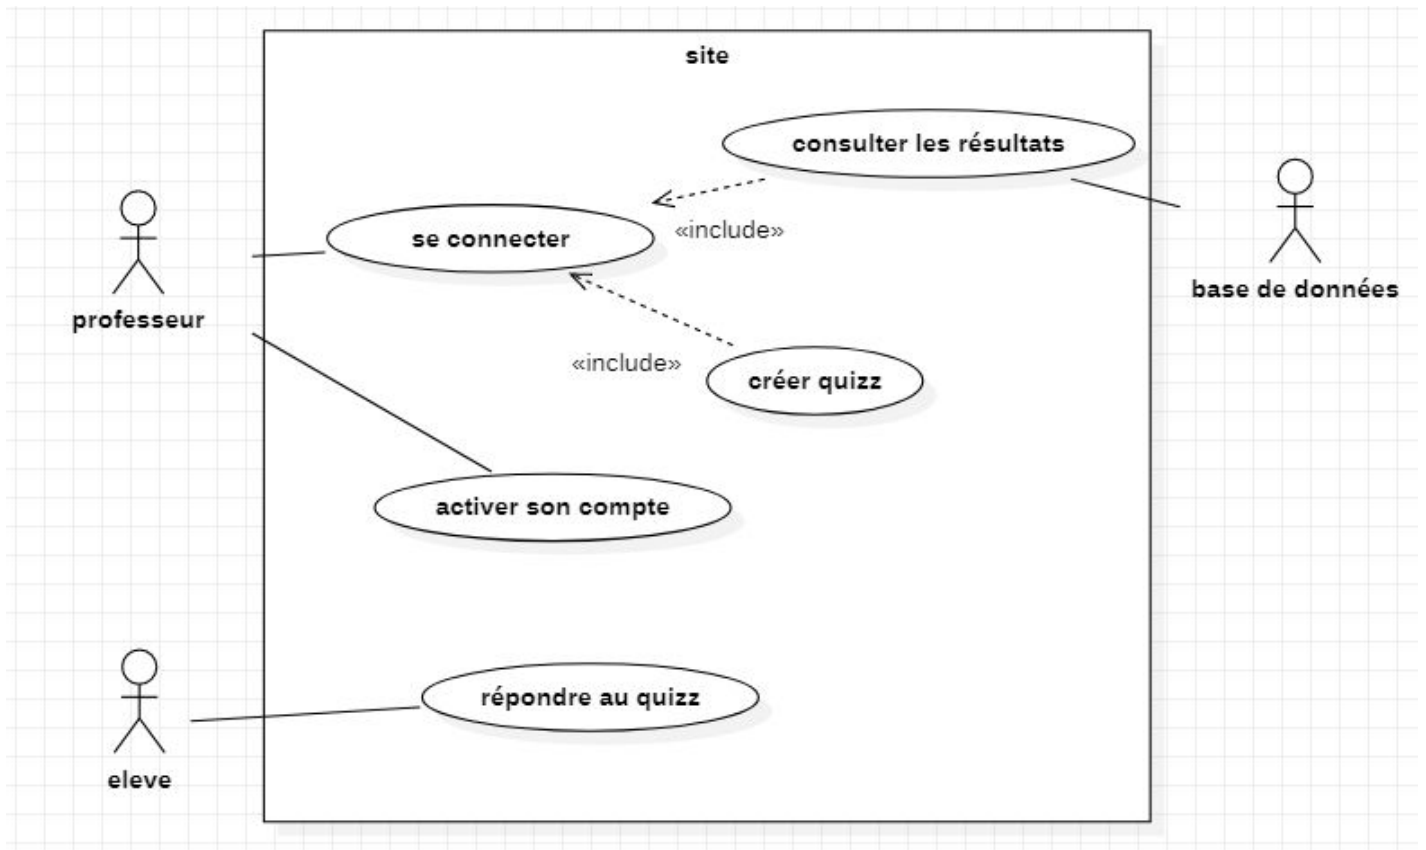 site
consulter les résultats
se connecter
«include»
base de données
professeur
«include»
créer quizz
activer son compte
répondre au quizz
eleve